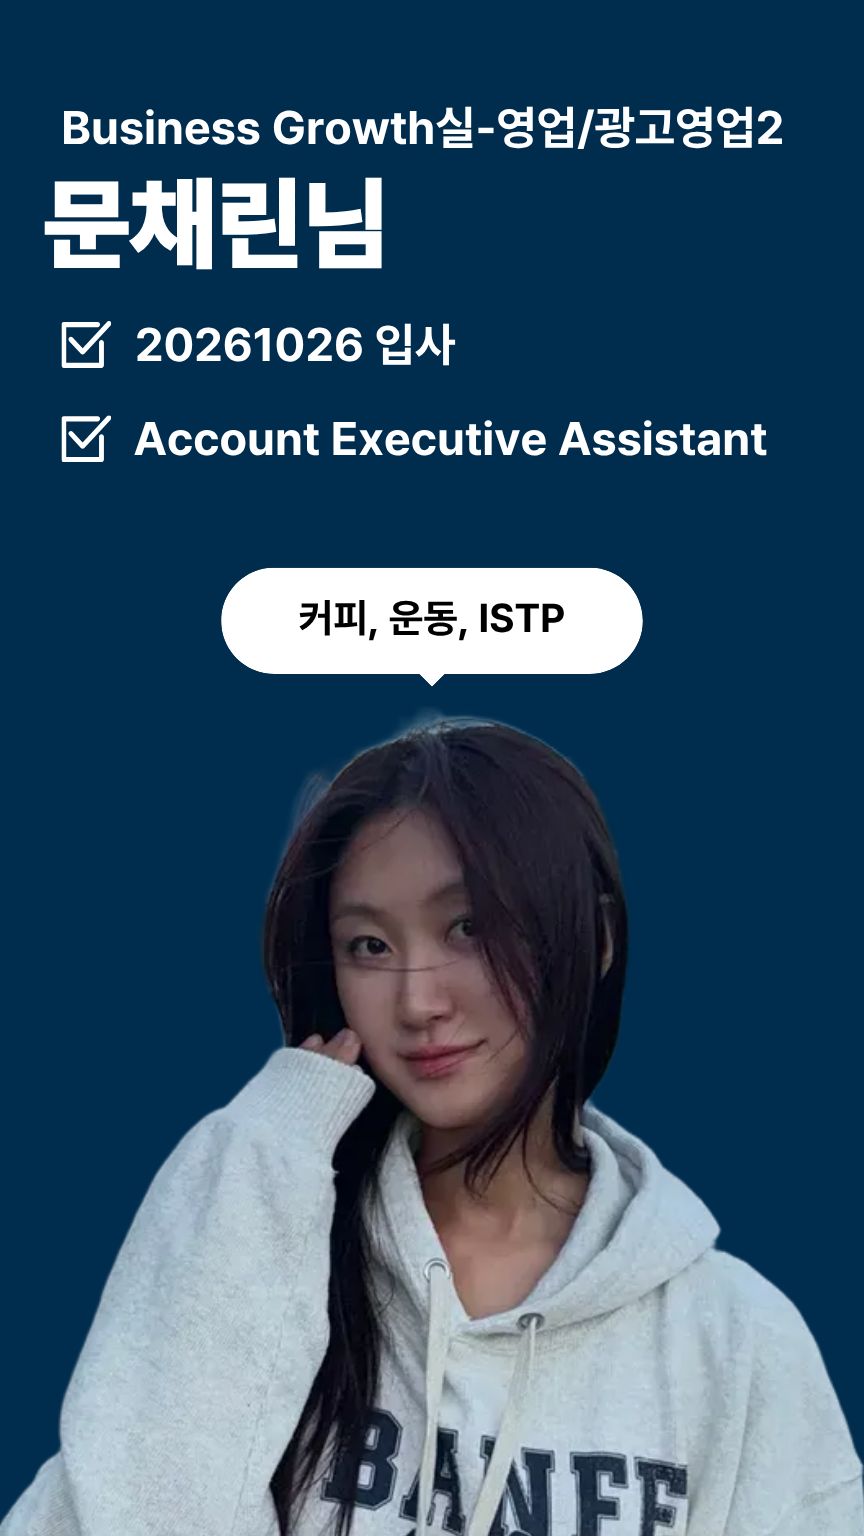 Business Growth실-영업/광고영업2
문채린님
20261026 입사
Account Executive Assistant
커피, 운동, ISTP
BANFF